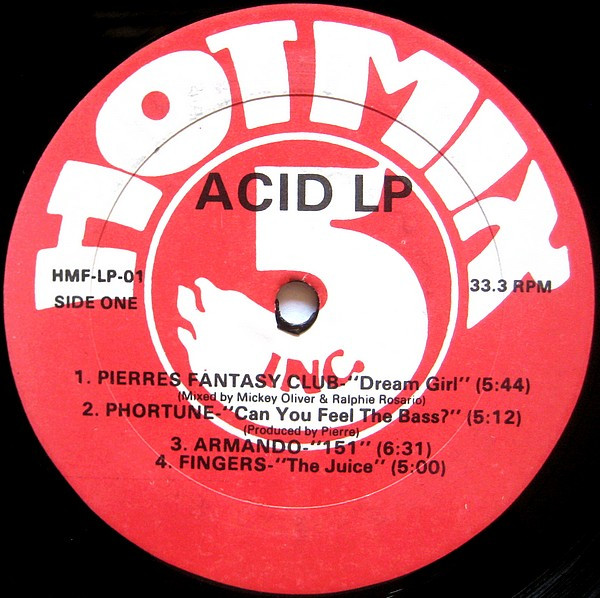 HOTMIX
5
ACID LP
HMF-LP-01
SIDE ONE
33.3 RPM
INC.
1. PIERRES FANTASY CLUB-"Dream Girl" (5:44)
(Mixed by Mickey Oliver & Ralphie Rosario)
2. PHORTUNE-"Can You Feel The Bass?" (5:12)
(Produced by Pierre)
3. ARMANDO-"151" (6:31)
4. FINGERS-"The Juice" (5:00)